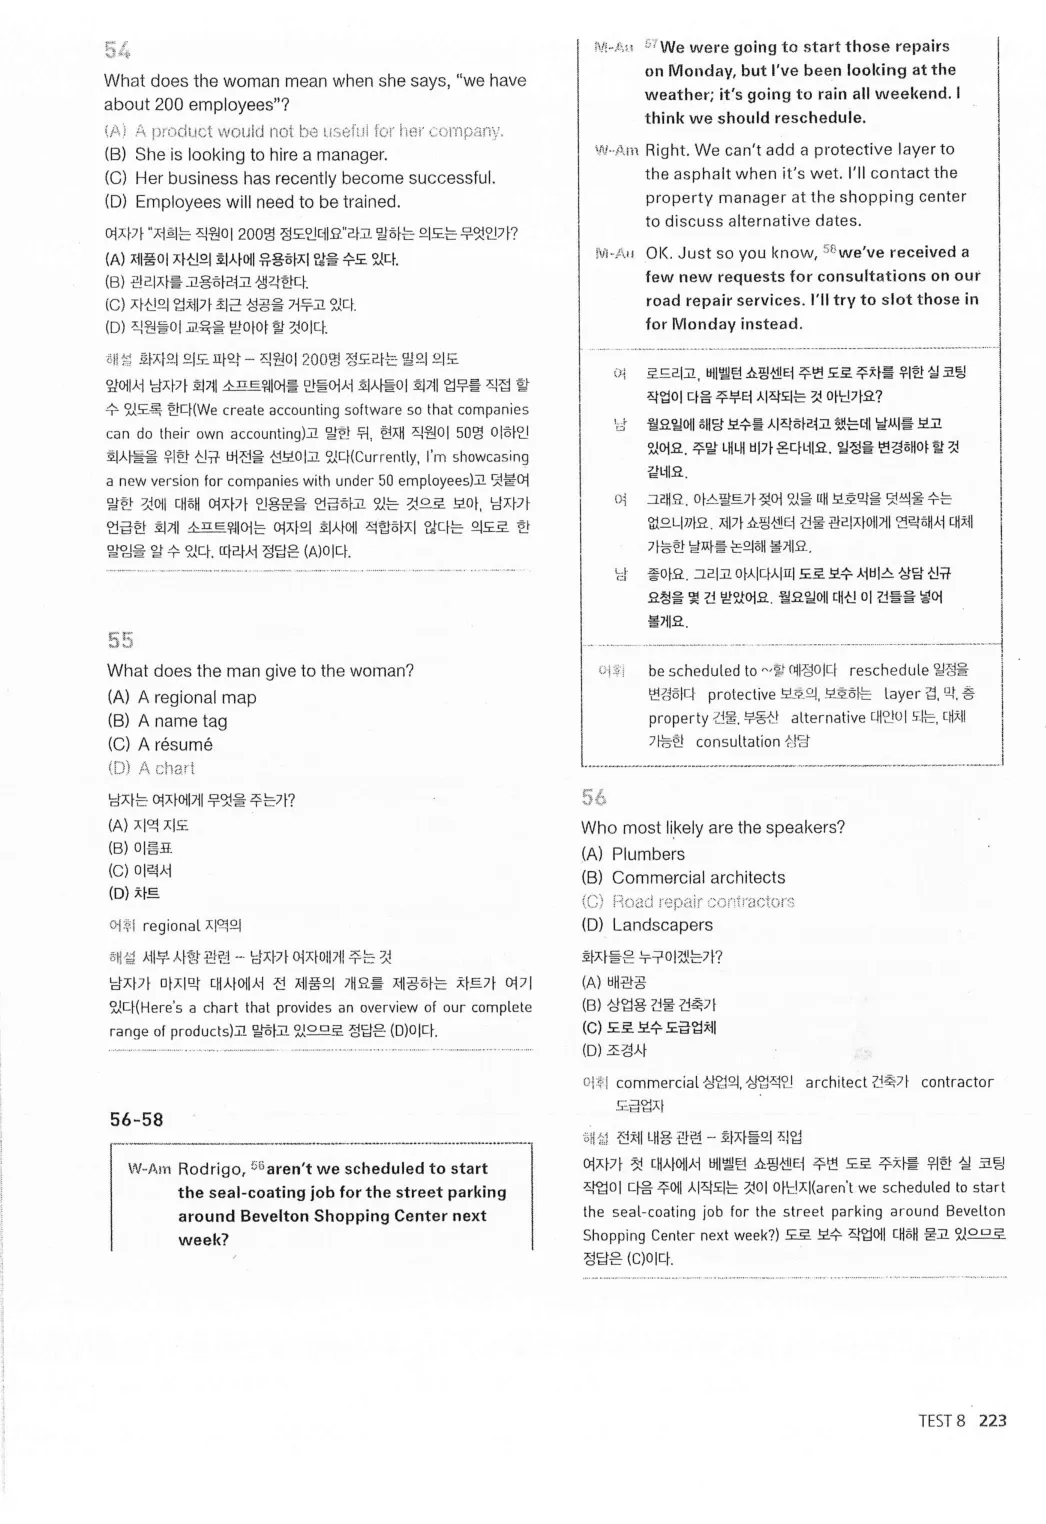 54
What does the woman mean when she says, “we have
about 200 employees”?
(A) A product would not be useful for her company.
(B) She is looking to hire a manager.
(C) Her business has recently become successful.
(D) Employees will need to be trained.
여자가 “저희는 직원이 200명 정도인데요”라고 말하는 의도는 무엇인가?
(A) 제품이 자신의 회사에 유용하지 않을 수도 있다.
(B) 관리자를 고용하려고 생각한다.
(C) 자신의 업체가 최근 성공을 거두고 있다.
(D) 직원들이 교육을 받아야 할 것이다.
해설 화자의 의도 파악 – 직원이 200명 정도라는 말의 의도
앞에서 남자가 회계 소프트웨어를 만들어서 회사들이 회계 업무를 직접 할
수 있도록 한다(We create accounting software so that companies
can do their own accounting)고 말한 뒤, 현재 직원이 50명 이하인
회사들을 위한 신규 버전을 선보이고 있다(Currently, I'm showcasing
a new version for companies with under 50 employees)고 덧붙여
말한 것에 대해 여자가 인용문을 언급하고 있는 것으로 보아, 남자가
언급한 회계 소프트웨어는 여자의 회사에 적합하지 않다는 의도로 한
말임을 알 수 있다. 따라서 정답은 (A)이다.
55
What does the man give to the woman?
(A) A regional map
(B) A name tag
(C) A résumé
(D) A chart
남자는 여자에게 무엇을 주는가?
(A) 지역 지도
(B) 이름표
(C) 이력서
(D) 차트
어휘 regional 지역의
해설 세부 사항 관련 – 남자가 여자에게 주는 것
남자가 마지막 대사에서 전 제품의 개요를 제공하는 차트가 여기
있다(Here's a chart that provides an overview of our complete
range of products)고 말하고 있으므로 정답은 (D)이다.
56-58
W-Am Rodrigo, 56aren't we scheduled to start
the seal-coating job for the street parking
around Bevelton Shopping Center next
week?
M-Au 57We were going to start those repairs
on Monday, but I've been looking at the
weather; it's going to rain all weekend. I
think we should reschedule.
W-Am Right. We can't add a protective layer to
the asphalt when it's wet. I'll contact the
property manager at the shopping center
to discuss alternative dates.
M-Au OK. Just so you know, 58we've received a
few new requests for consultations on our
road repair services. I'll try to slot those in
for Monday instead.
여 로드리고, 베벨턴 쇼핑센터 주변 도로 주차를 위한 실 코팅
작업이 다음 주부터 시작되는 것 아닌가요?
남 월요일에 해당 보수를 시작하려고 했는데 날씨를 보고
있어요. 주말 내내 비가 온다네요. 일정을 변경해야 할 것
같네요.
여 그래요. 아스팔트가 젖어 있을 때 보호막을 덧씌울 수는
없으니까요. 제가 쇼핑센터 건물 관리자에게 연락해서 대체
가능한 날짜를 논의해 볼게요.
남 좋아요. 그리고 아시다시피 도로 보수 서비스 상담 신규
요청을 몇 건 받았어요. 월요일에 대신 이 건들을 넣어
볼게요.
어휘 be scheduled to ~할 예정이다 reschedule 일정을
변경하다 protective 보호의, 보호하는 layer 겹, 막, 층
property 건물, 부동산 alternative 대안이 되는, 대체
가능한 consultation 상담
56
Who most likely are the speakers?
(A) Plumbers
(B) Commercial architects
(C) Road repair contractors
(D) Landscapers
화자들은 누구이겠는가?
(A) 배관공
(B) 상업용 건물 건축가
(C) 도로 보수 도급업체
(D) 조경사
어휘 commercial 상업의, 상업적인 architect 건축가 contractor
도급업자
해설 전체 내용 관련 – 화자들의 직업
여자가 첫 대사에서 베벨턴 쇼핑센터 주변 도로 주차를 위한 실 코팅
작업이 다음 주에 시작되는 것이 아닌지(aren't we scheduled to start
the seal-coating job for the street parking around Bevelton
Shopping Center next week?) 도로 보수 작업에 대해 묻고 있으므로
정답은 (C)이다.
TEST 8 223